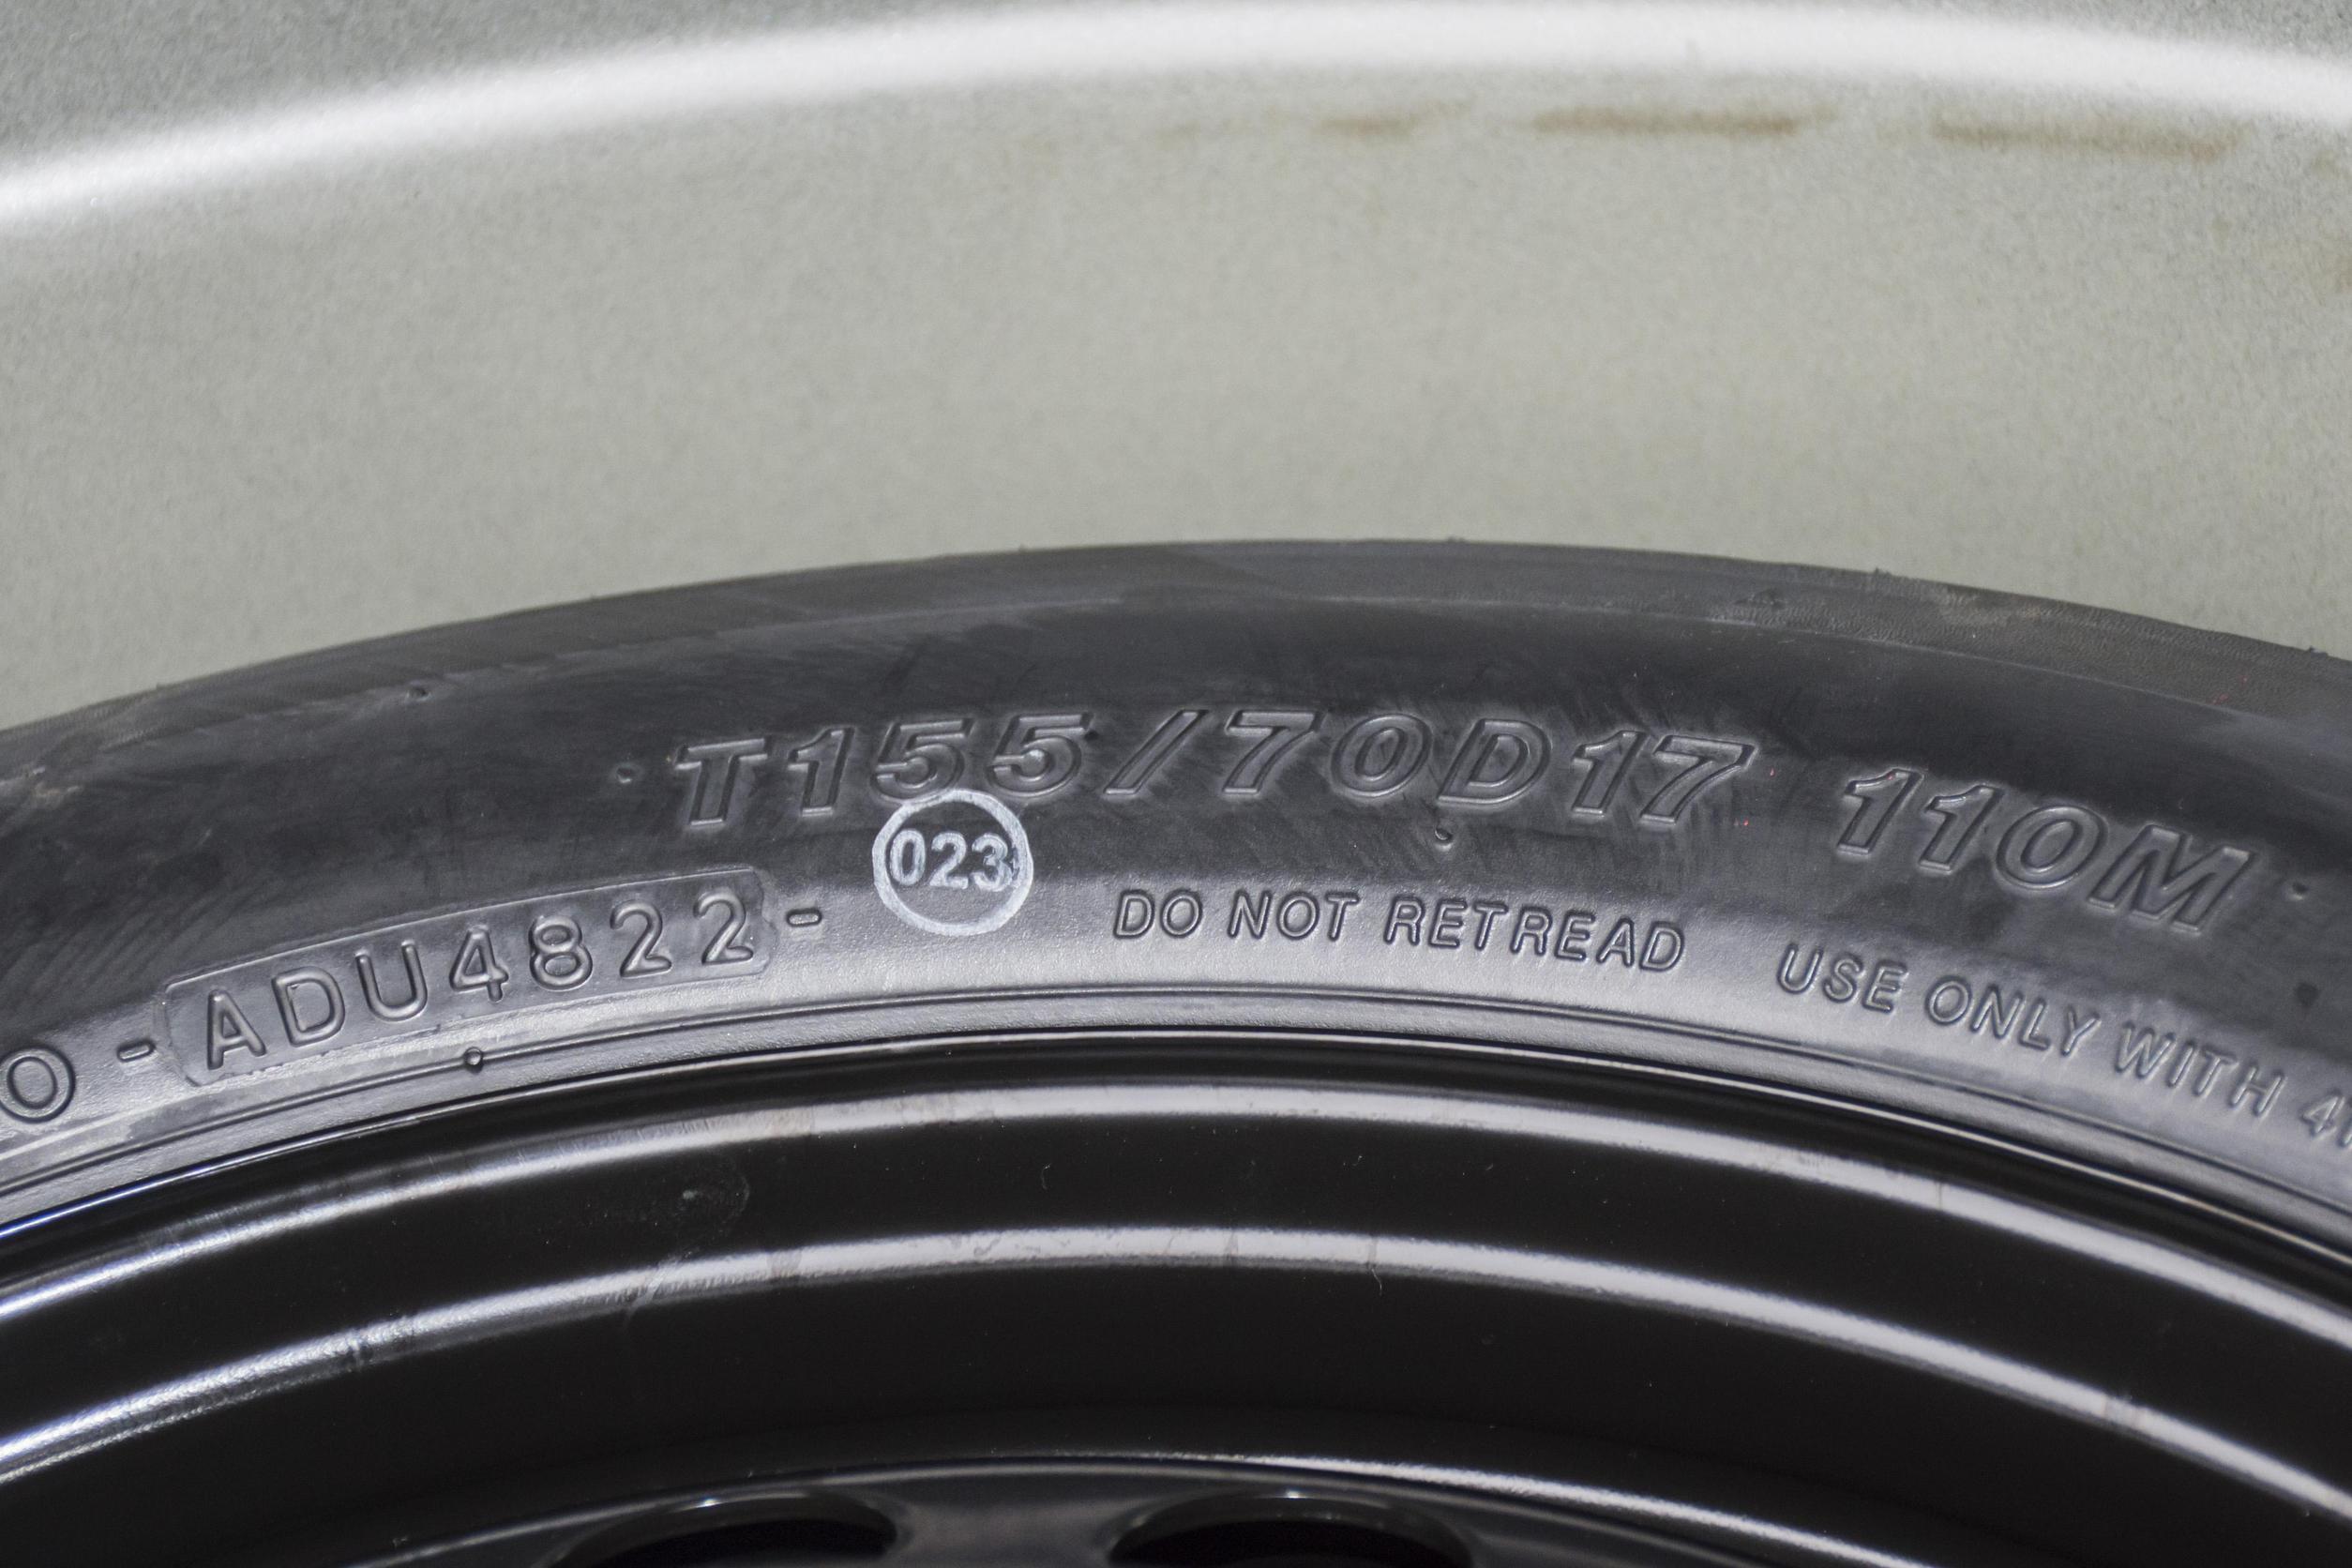 T155/70D17 110M
023
O -ADU4822-
DO NOT RETREAD USE ONLY WITH